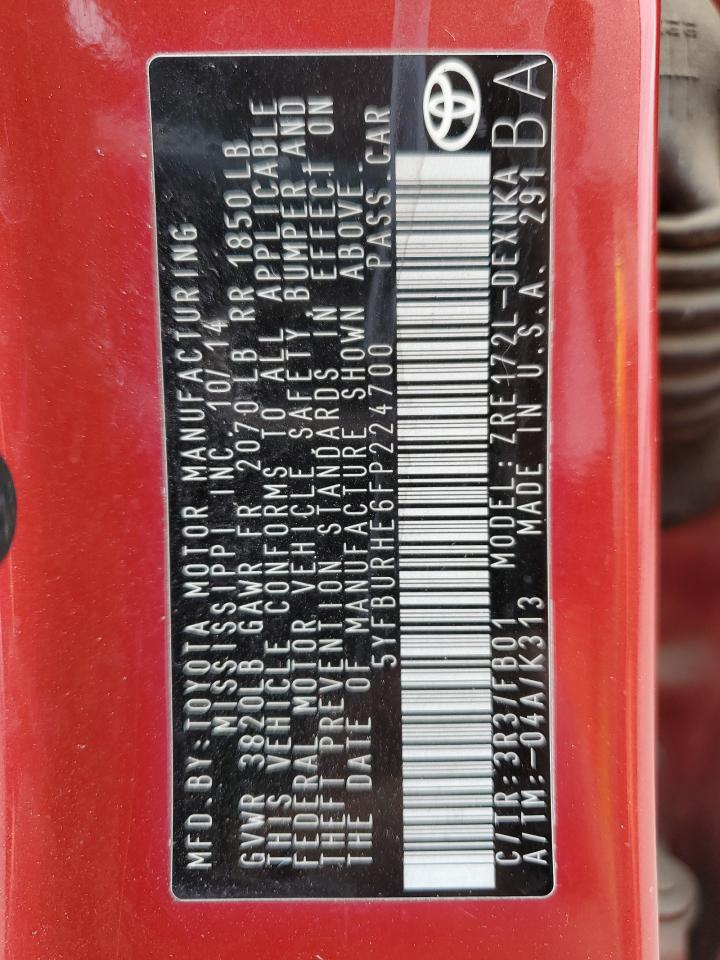 MFD.BY:TOYOTA MOTOR MANUFACTURING
MISSISSIPPI INC. 10/14
GVWR 3820LB GAWR FR 2070LB RR 1850LB
THIS VEHICLE CONFORMS TO ALL APPLICABLE
FEDERAL MOTOR VEHICLE SAFETY, BUMPER AND
THEFT PREVENTION STANDARDS IN EFFECT ON
THE DATE OF MANUFACTURE SHOWN ABOVE.
5YFBURHE6FP224700 PASS.CAR
C/TR:3R3/FB01 MODEL:ZRE172L-DEXNKA
A/TM:-04A/K313 MADE IN U.S.A. 291
BA